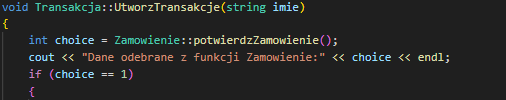 void Transakcja::UtworzTransakcje(string imie)
{
int choice = Zamowienie::potwierdzZamowienie();
cout << "Dane odebrane z funkcji Zamowienie:" << choice << endl;
if (choice == 1)
{